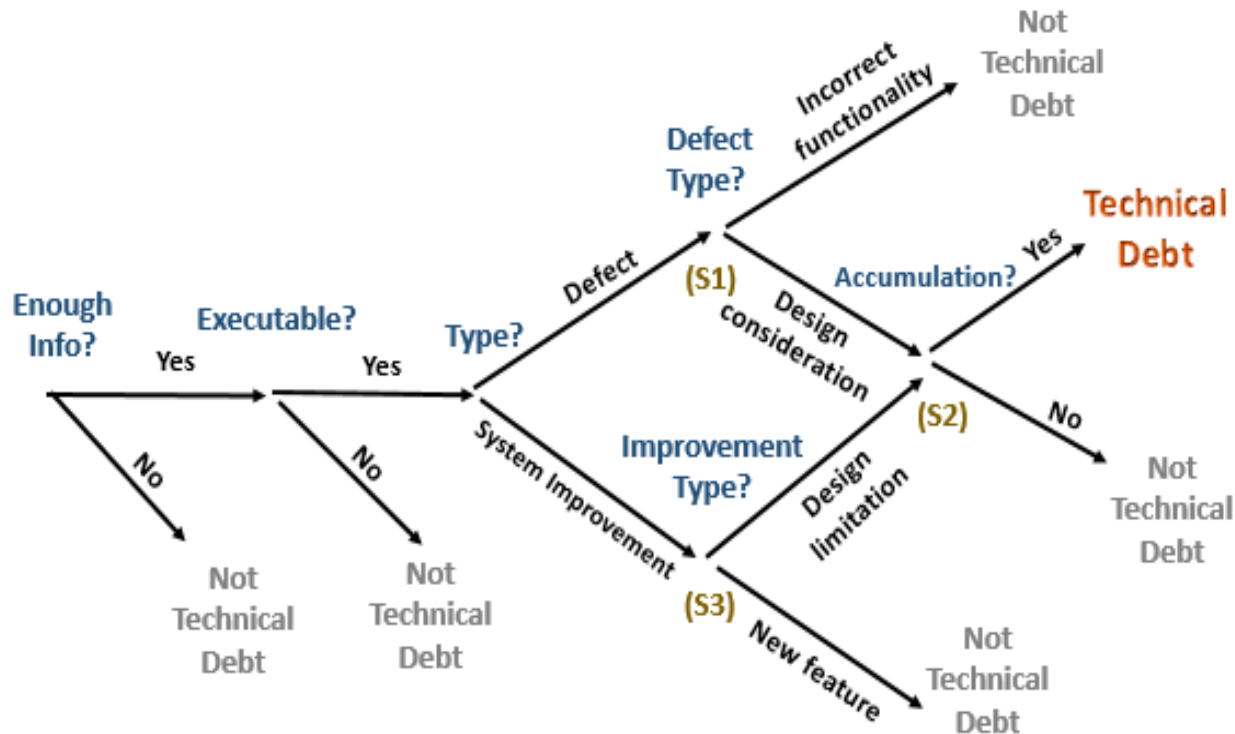 Enough
Info?
Yes
No
Not
Technical
Debt
Executable?
Yes
No
Not
Technical
Debt
Type?
Defect
System Improvement
Defect
Type?
(S1)
Incorrect
functionality
Not
Technical
Debt
Design
consideration
Improvement
Type?
(S3)
Design
limitation
New feature
Not
Technical
Debt
Accumulation?
(S2)
Yes
Technical
Debt
No
Not
Technical
Debt